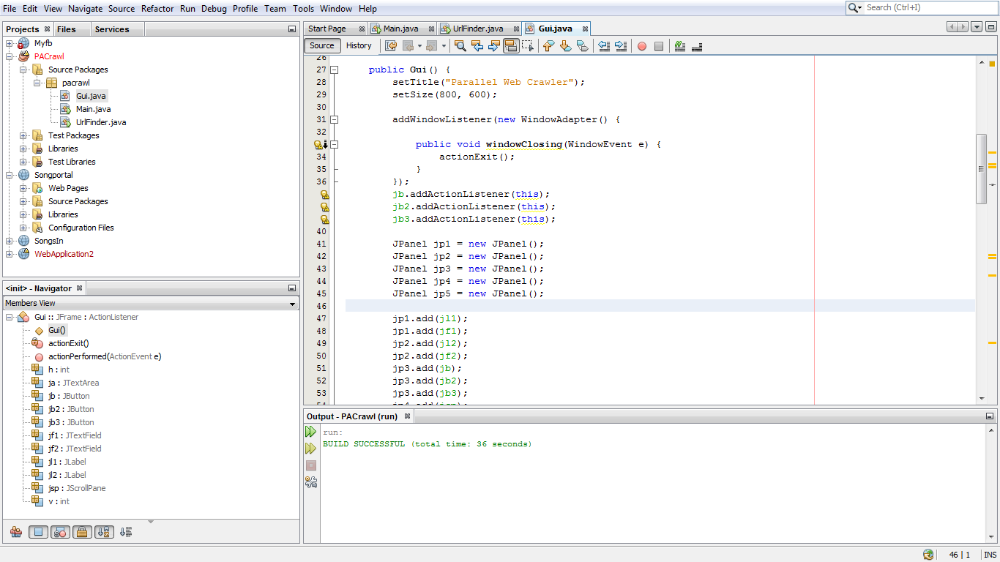 File Edit View Navigate Source Refactor Run Debug Profile Team Tools Window Help
Search (Ctrl+I)
Projects Files Services
Myfb
PACrawl
Source Packages
pacrawl
Gui.java
Main.java
UrlFinder.java
Test Packages
Libraries
Test Libraries
Songportal
Web Pages
Source Packages
Libraries
Configuration Files
SongsIn
WebApplication2
<init> - Navigator
Members View
Gui :: JFrame : ActionListener
Gui()
actionExit()
actionPerformed(ActionEvent e)
h : int
ja : JTextArea
jb : JButton
jb2 : JButton
jb3 : JButton
jf1 : JTextField
jf2 : JTextField
jl1 : JLabel
jl2 : JLabel
jsp : JScrollPane
v : int
Start Page Main.java UrlFinder.java Gui.java
Source History
26
27 public Gui() {
28 setTitle("Parallel Web Crawler");
29 setSize(800, 600);
30
31 addWindowListener(new WindowAdapter() {
32
public void windowClosing(WindowEvent e) {
34 actionExit();
35 }
36 });
jb.addActionListener(this);
jb2.addActionListener(this);
jb3.addActionListener(this);
40
41 JPanel jp1 = new JPanel();
42 JPanel jp2 = new JPanel();
43 JPanel jp3 = new JPanel();
44 JPanel jp4 = new JPanel();
45 JPanel jp5 = new JPanel();
46
47 jp1.add(jl1);
48 jp1.add(jf1);
49 jp2.add(jl2);
50 jp2.add(jf2);
51 jp3.add(jb);
52 jp3.add(jb2);
53 jp3.add(jb3);
54 jp4.add(jsp);
Output - PACrawl (run)
run:
BUILD SUCCESSFUL (total time: 36 seconds)
46 | 1 INS